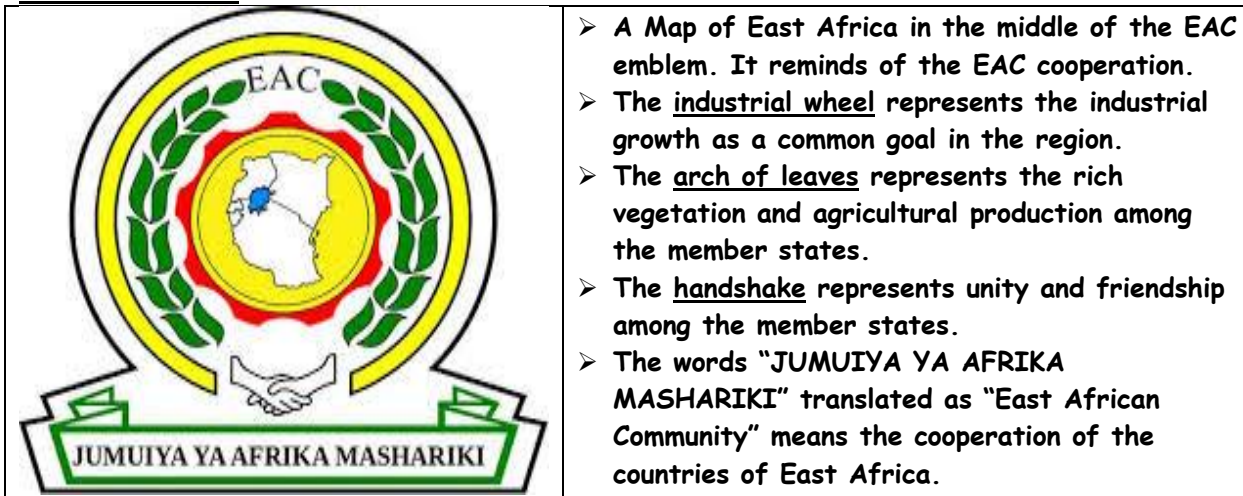 EAC
JUMUIYA YA AFRIKA MASHARIKI
➢ A Map of East Africa in the middle of the EAC
emblem. It reminds of the EAC cooperation.
➢ The industrial wheel represents the industrial
growth as a common goal in the region.
➢ The arch of leaves represents the rich
vegetation and agricultural production among
the member states.
➢ The handshake represents unity and friendship
among the member states.
➢ The words “JUMUIYA YA AFRIKA
MASHARIKI” translated as “East African
Community” means the cooperation of the
countries of East Africa.